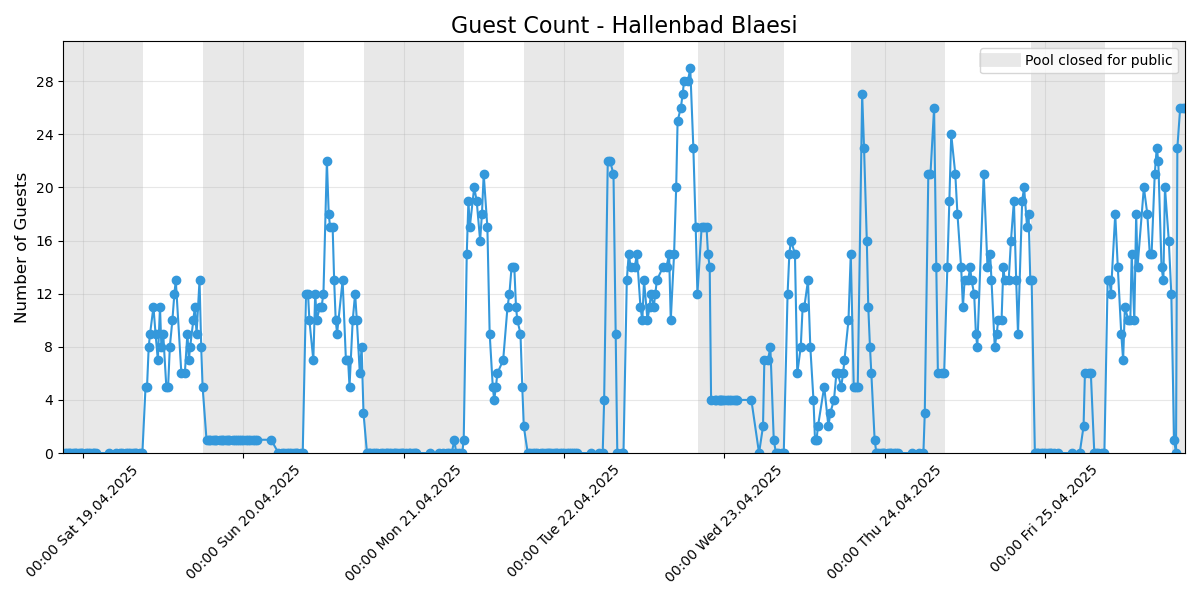 Guest Count - Hallenbad Blaesi
Pool closed for public
Number of Guests
28
24
20
16
12
8
4
0
00:00 Sat 19.04.2025
00:00 Sun 20.04.2025
00:00 Mon 21.04.2025
00:00 Tue 22.04.2025
00:00 Wed 23.04.2025
00:00 Thu 24.04.2025
00:00 Fri 25.04.2025